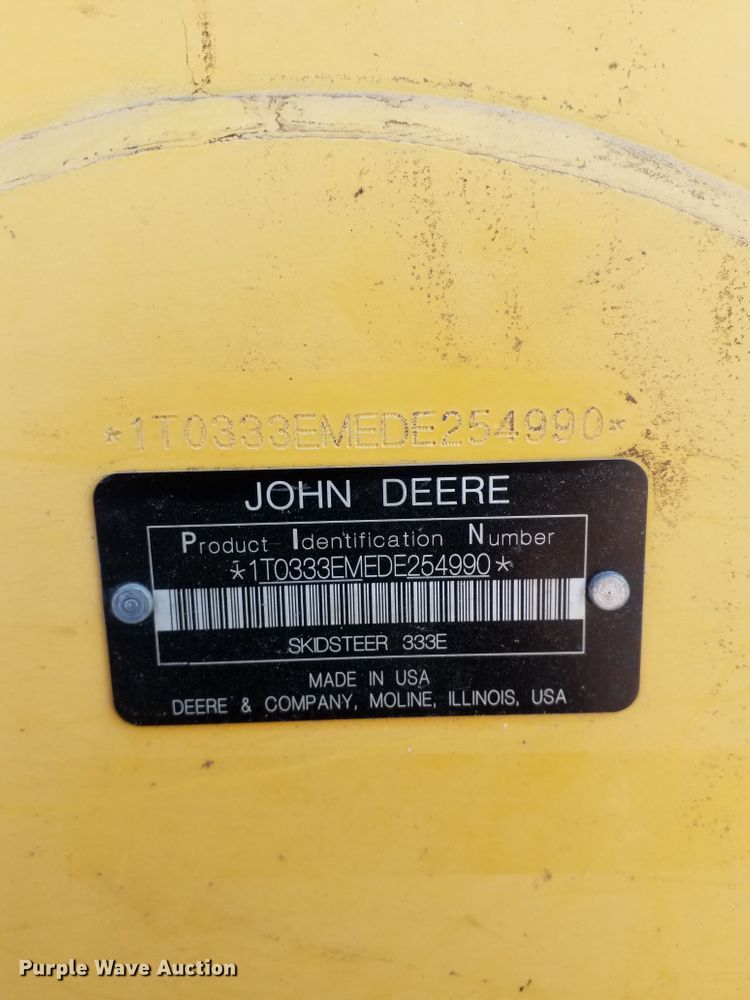 *1T0333EMEDE254990*
JOHN DEERE
Product Identification Number
*1T0333EMEDE254990*
SKIDSTEER 333E
MADE IN USA
DEERE & COMPANY, MOLINE, ILLINOIS, USA
Purple Wave Auction